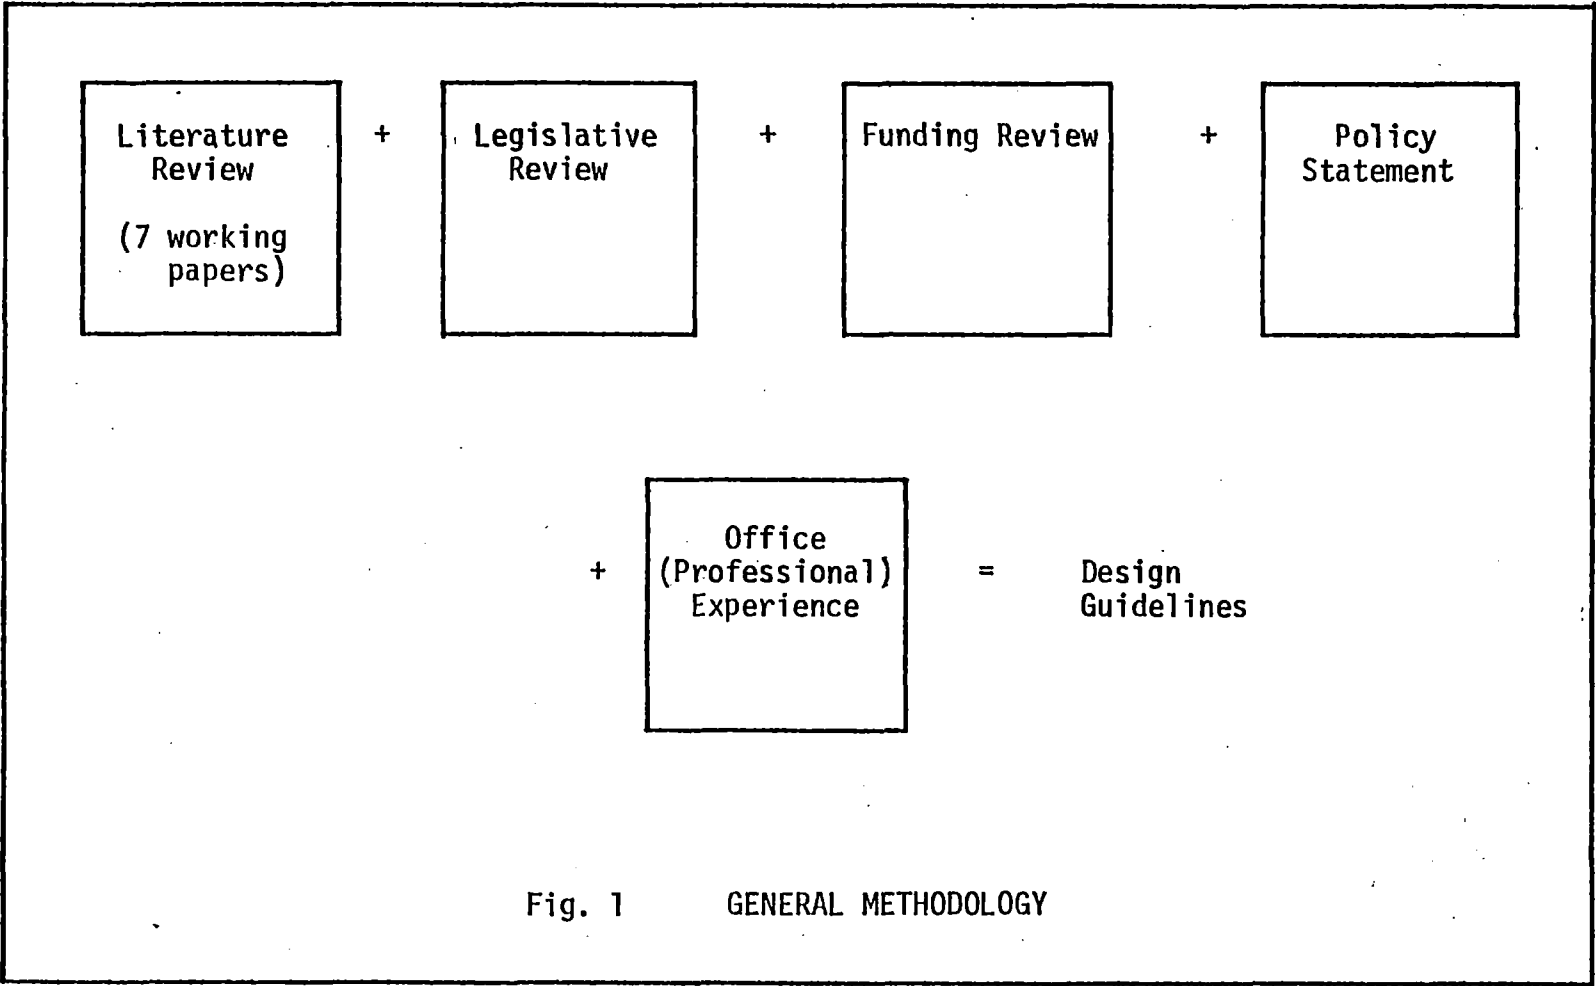 Literature + Legislative + Funding Review + Policy
Review Review Statement
(7 working
papers)
Office
+ (Professional) = Design
Experience Guidelines
Fig. 1 GENERAL METHODOLOGY